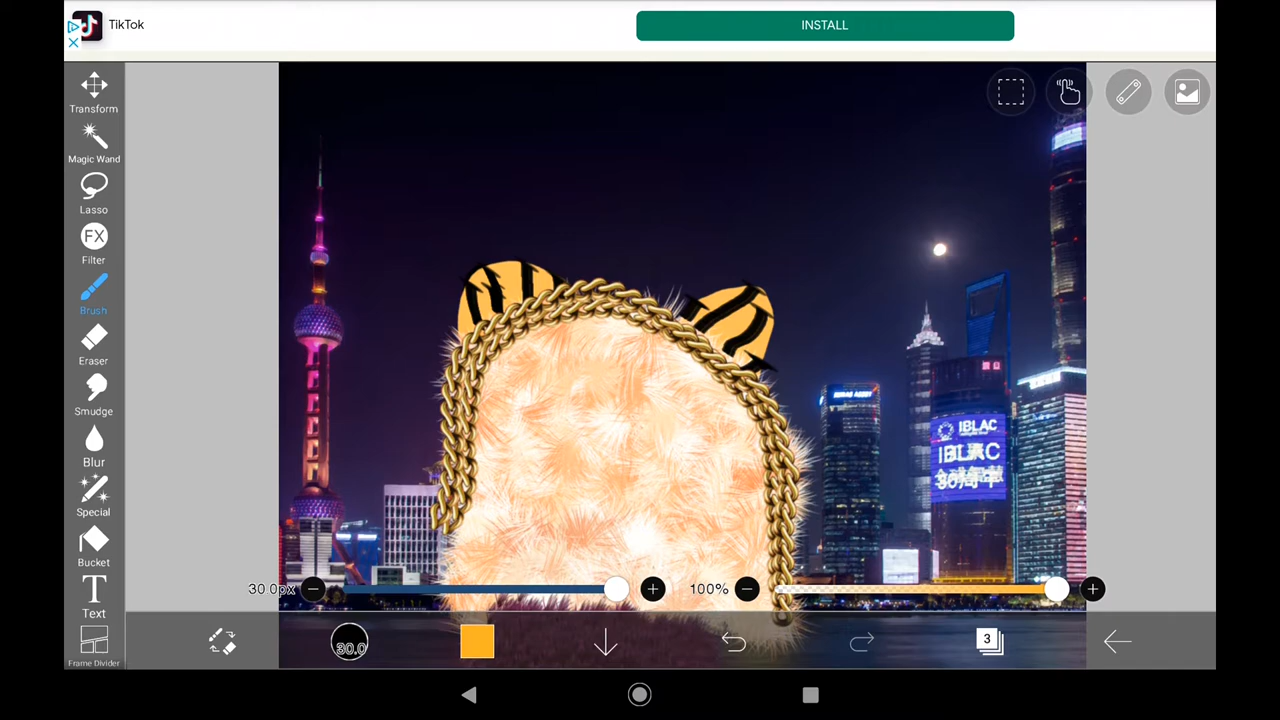 TikTok
INSTALL
Transform
Magic Wand
Lasso
FX
Filter
Brush
Eraser
Smudge
Blur
Special
Bucket
T
Text
Frame Divider
IBLAC
IBLAC
30.0px
100%
30.0
3